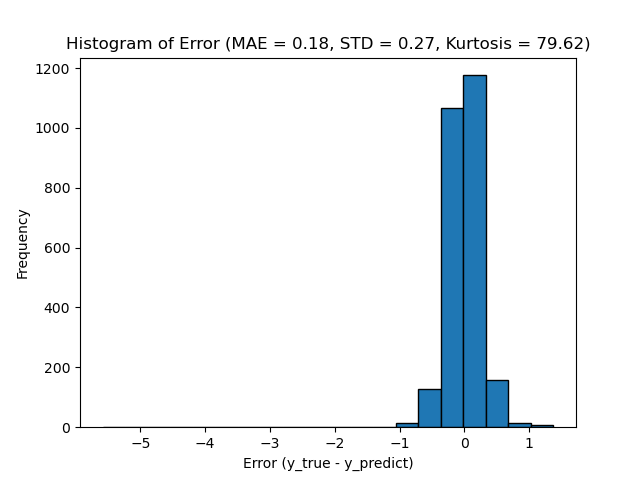 Histogram of Error (MAE = 0.18, STD = 0.27, Kurtosis = 79.62)
1200
1000
800
600
400
200
0
Frequency
−5 −4 −3 −2 −1 0 1
Error (y_true - y_predict)